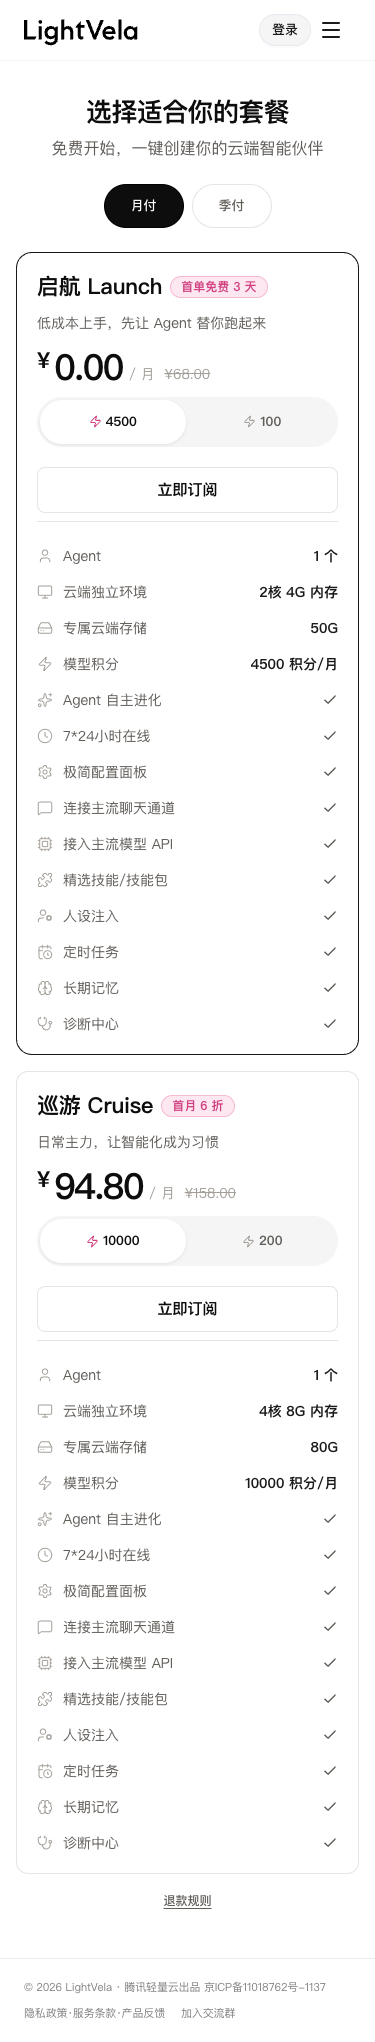 LightVela
登录
选择适合你的套餐
免费开始，一键创建你的云端智能伙伴
月付 季付
启航 Launch 首单免费 3 天
低成本上手，先让 Agent 替你跑起来
¥0.00 / 月 ¥68.00
4500 100
立即订阅
Agent 1 个
云端独立环境 2核 4G 内存
专属云端存储 50G
模型积分 4500 积分/月
Agent 自主进化
7*24小时在线
极简配置面板
连接主流聊天通道
接入主流模型 API
精选技能/技能包
人设注入
定时任务
长期记忆
诊断中心
巡游 Cruise 首月 6 折
日常主力，让智能化成为习惯
¥94.80 / 月 ¥158.00
10000 200
立即订阅
Agent 1 个
云端独立环境 4核 8G 内存
专属云端存储 80G
模型积分 10000 积分/月
Agent 自主进化
7*24小时在线
极简配置面板
连接主流聊天通道
接入主流模型 API
精选技能/技能包
人设注入
定时任务
长期记忆
诊断中心
退款规则
© 2026 LightVela · 腾讯轻量云出品 京ICP备11018762号-1137
隐私政策·服务条款·产品反馈 加入交流群